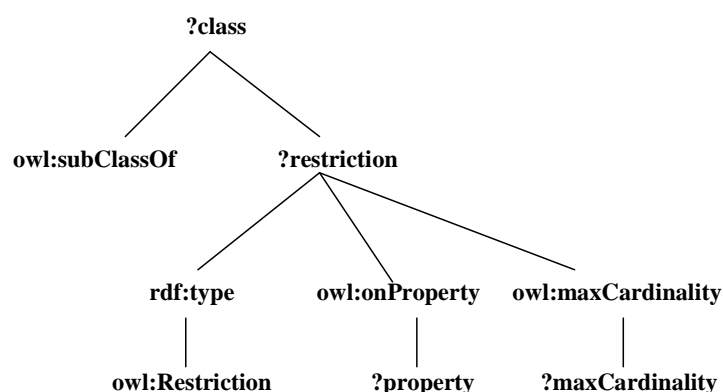 ?class
owl:subClassOf ?restriction
rdf:type owl:onProperty owl:maxCardinality
owl:Restriction ?property ?maxCardinality